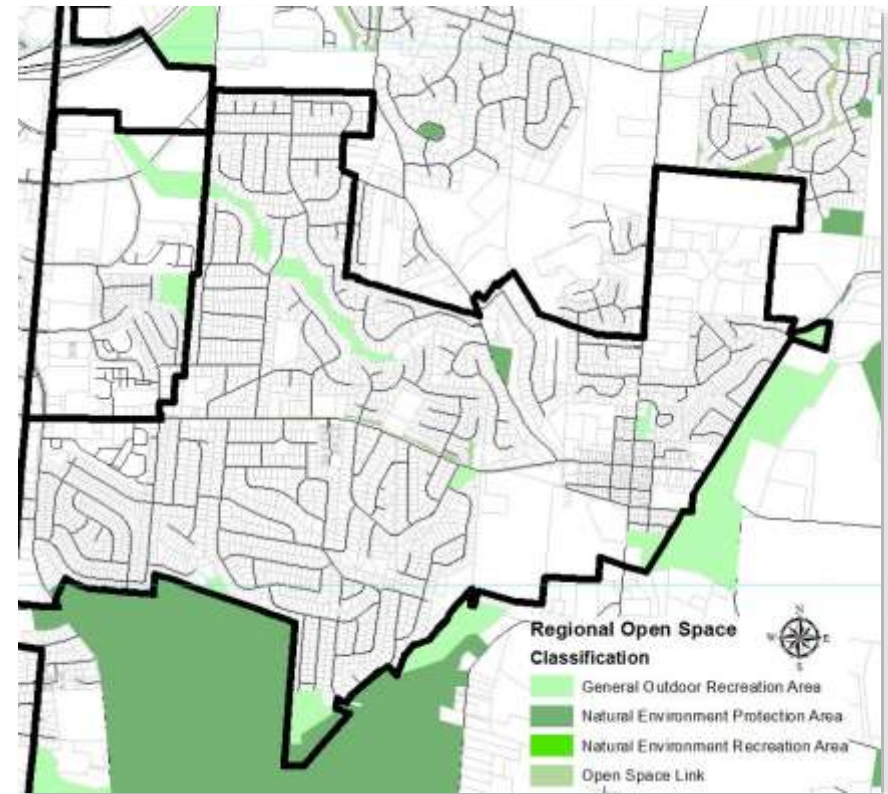 N
W
E
S
Regional Open Space
Classification
General Outdoor Recreation Area
Natural Environment Protection Area
Natural Environment Recreation Area
Open Space Link